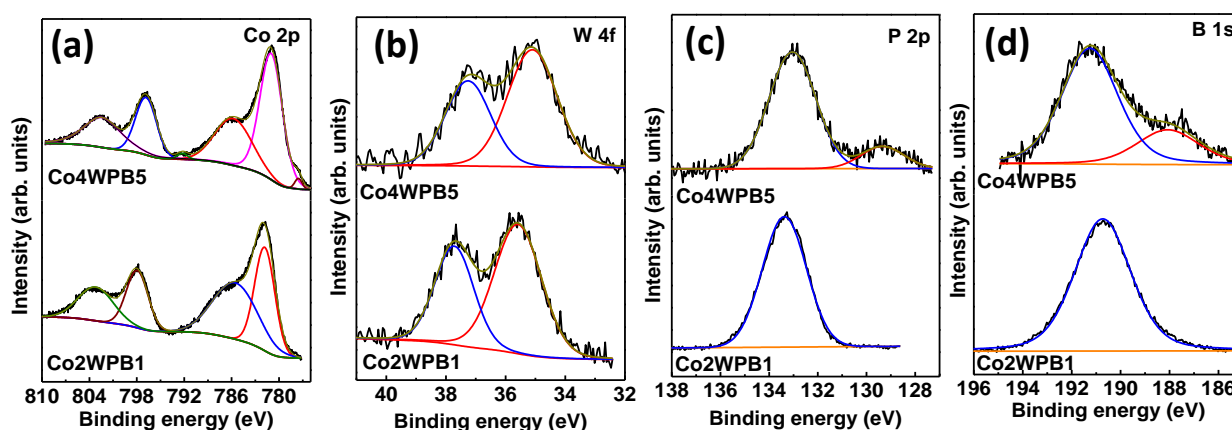 (a)
Co 2p
Intensity (arb. units)
Co4WPB5
Co2WPB1
810 804 798 792 786 780
Binding energy (eV)
(b)
W 4f
Intensity (arb. units)
Co4WPB5
Co2WPB1
40 38 36 34 32
Binding energy (eV)
(c)
P 2p
Intensity (arb. units)
Co4WPB5
Co2WPB1
138 136 134 132 130 128
Binding energy (eV)
(d)
B 1s
Intensity (arb. units)
Co4WPB5
Co2WPB1
196 194 192 190 188 186
Binding energy (eV)